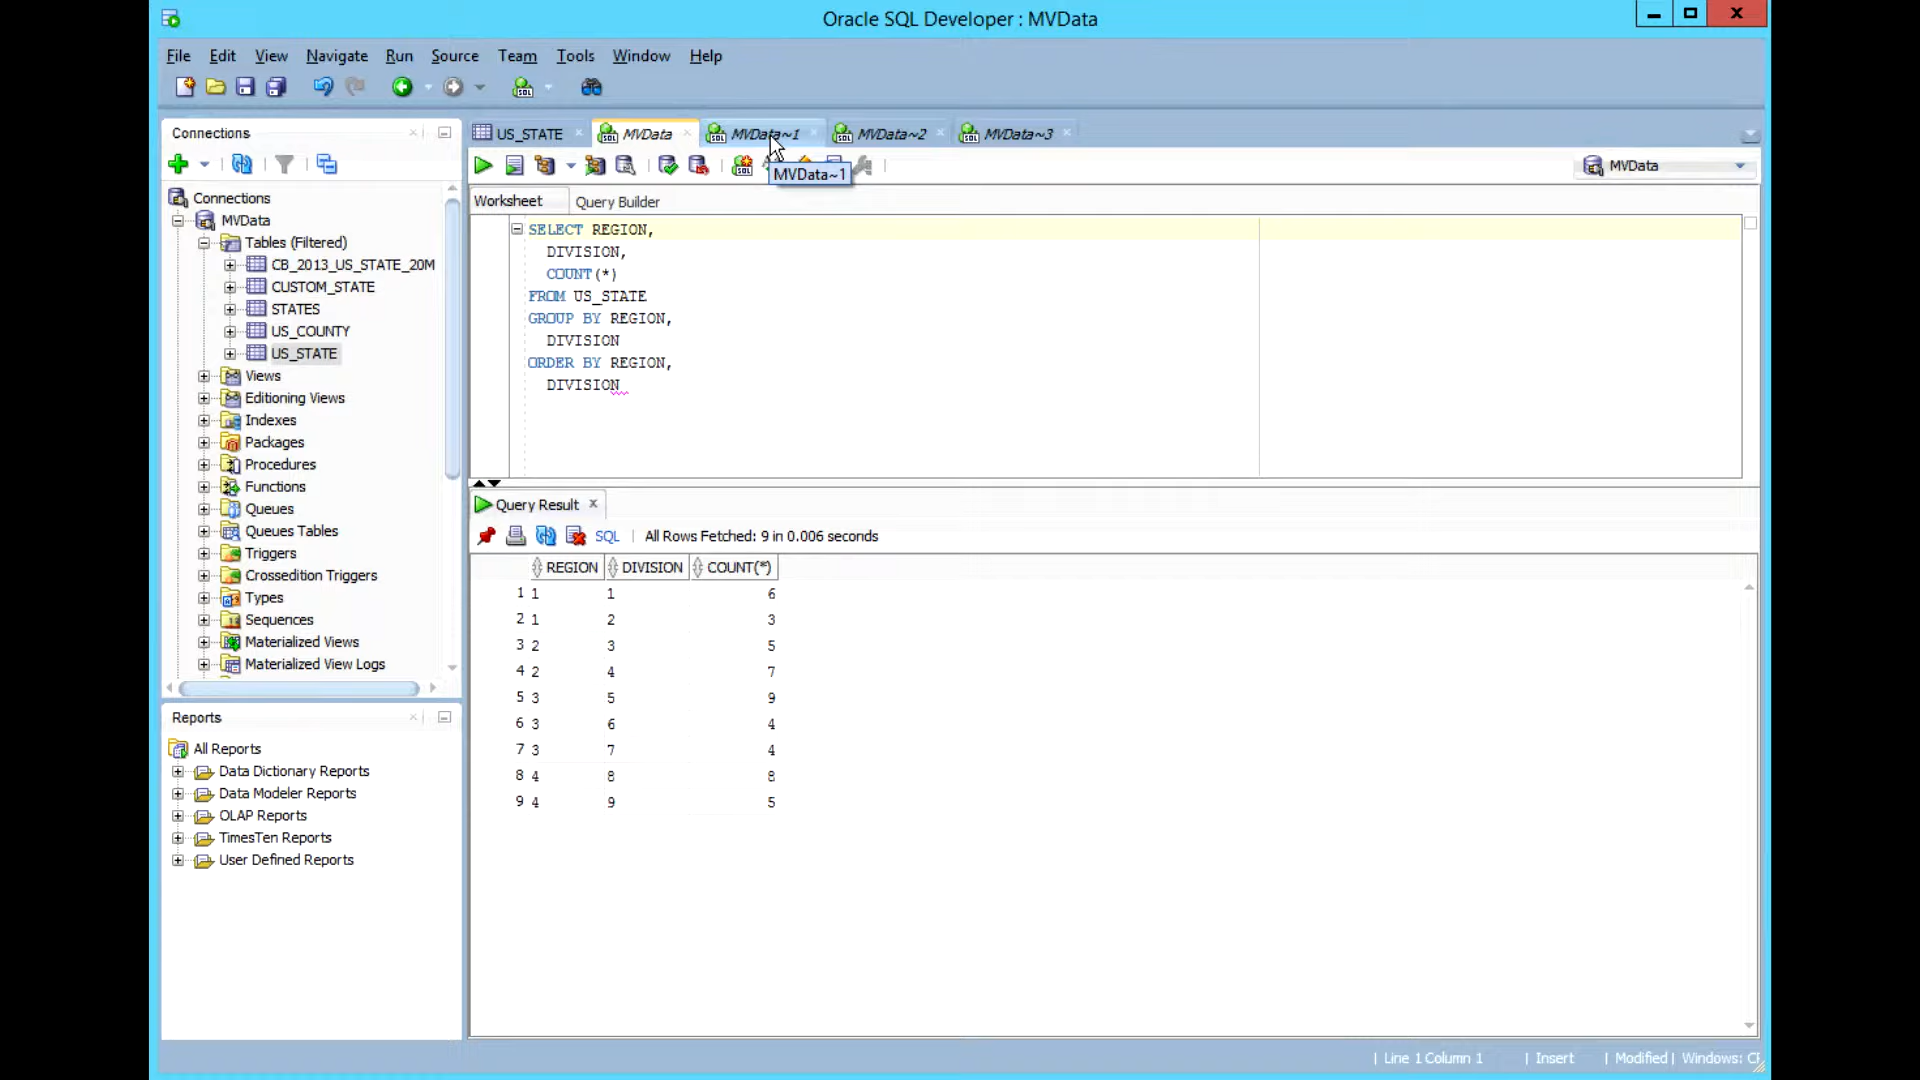 Oracle SQL Developer : MVData
File Edit View Navigate Run Source Team Tools Window Help
Connections
US_STATE
MVData
MVData~1
MVData~2
MVData~3
MVData~1
MVData
Worksheet
Query Builder
Connections
MVData
Tables (Filtered)
CB_2013_US_STATE_20M
CUSTOM_STATE
STATES
US_COUNTY
US_STATE
Views
Editioning Views
Indexes
Packages
Procedures
Functions
Queues
Queues Tables
Triggers
Crossedition Triggers
Types
Sequences
Materialized Views
Materialized View Logs
SELECT REGION,
DIVISION,
COUNT(*)
FROM US_STATE
GROUP BY REGION,
DIVISION
ORDER BY REGION,
DIVISION
Query Result
SQL | All Rows Fetched: 9 in 0.006 seconds
REGION DIVISION COUNT(*)
1 1 1 6
2 1 2 3
3 2 3 5
4 2 4 7
5 3 5 9
6 3 6 4
7 3 7 4
8 4 8 8
9 4 9 5
Reports
All Reports
Data Dictionary Reports
Data Modeler Reports
OLAP Reports
TimesTen Reports
User Defined Reports
| Line 1 Column 1 | Insert | Modified | Windows: